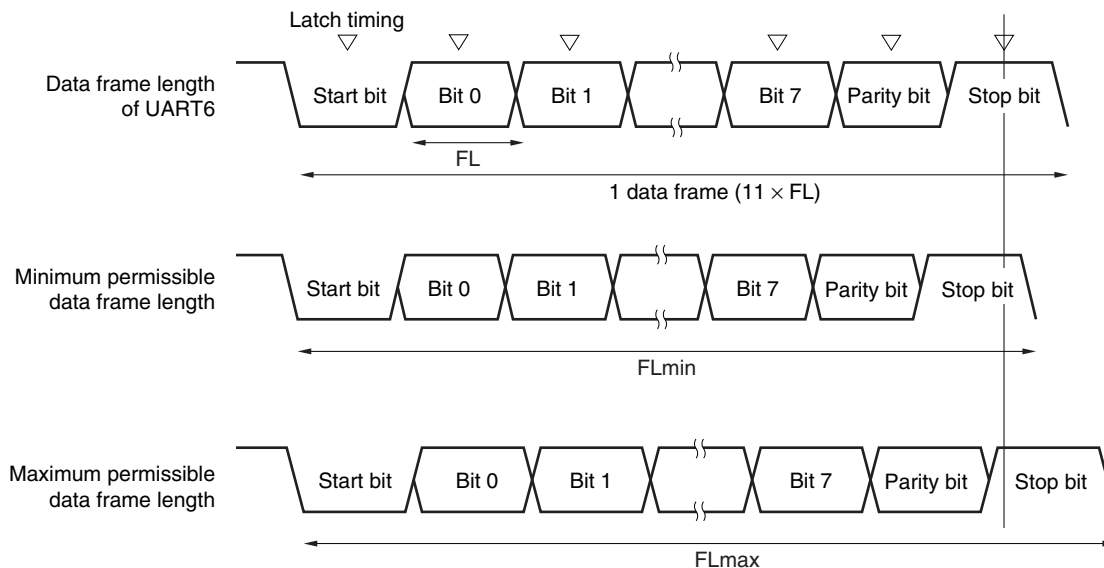 Latch timing
Data frame length
of UART6
Start bit
Bit 0
Bit 1
Bit 7
Parity bit
Stop bit
FL
1 data frame (11 × FL)
Minimum permissible
data frame length
Start bit
Bit 0
Bit 1
Bit 7
Parity bit
Stop bit
FLmin
Maximum permissible
data frame length
Start bit
Bit 0
Bit 1
Bit 7
Parity bit
Stop bit
FLmax